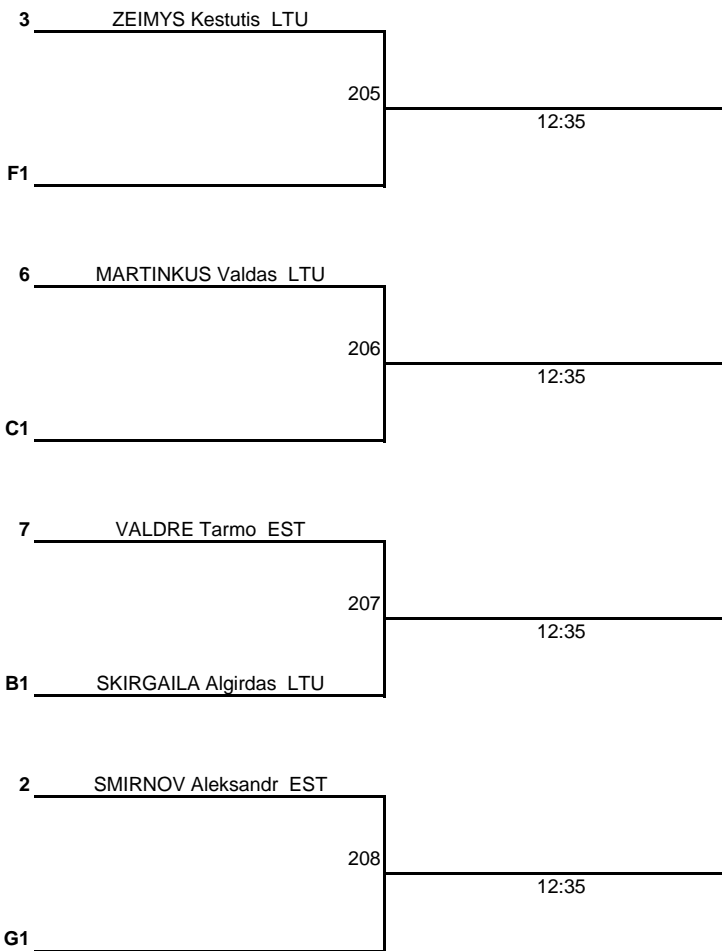 3 ZEIMYS Kestutis LTU
205
12:35
F1
6 MARTINKUS Valdas LTU
206
12:35
C1
7 VALDRE Tarmo EST
207
12:35
B1 SKIRGAILA Algirdas LTU
2 SMIRNOV Aleksandr EST
208
12:35
G1